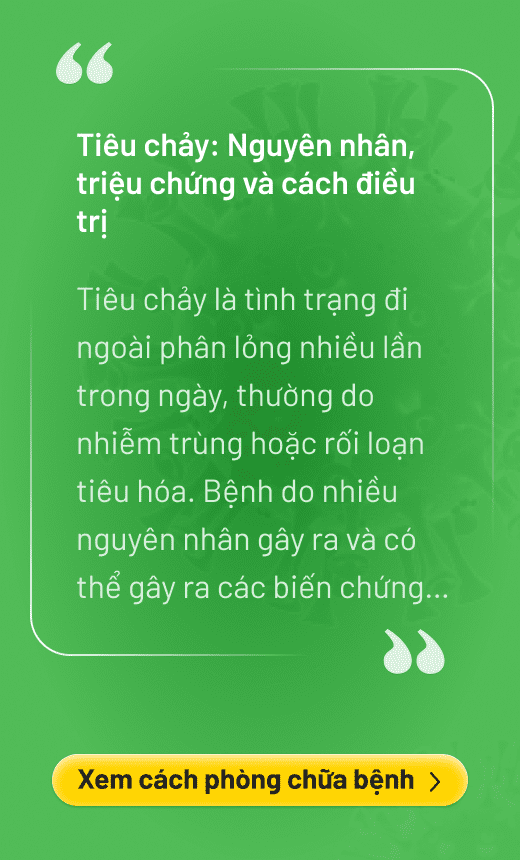 Tiêu chảy: Nguyên nhân,
triệu chứng và cách điều
trị
Tiêu chảy là tình trạng đi
ngoài phân lỏng nhiều lần
trong ngày, thường do
nhiễm trùng hoặc rối loạn
tiêu hóa. Bệnh do nhiều
nguyên nhân gây ra và có
thể gây ra các biến chứng...
Xem cách phòng chữa bệnh